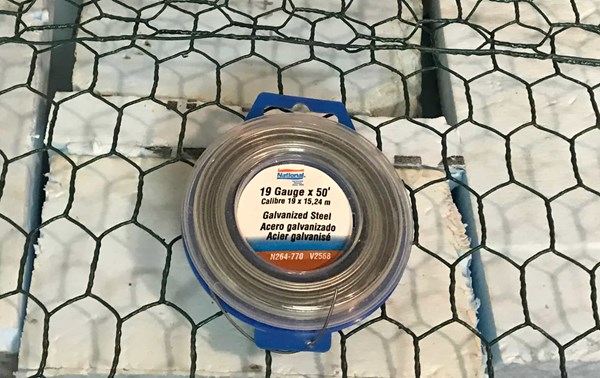 National
19 Gauge x 50'
Calibre 19 x 15,24 m
Galvanized Steel
Acero galvanizado
Acier galvanisé
N264-770 V2568